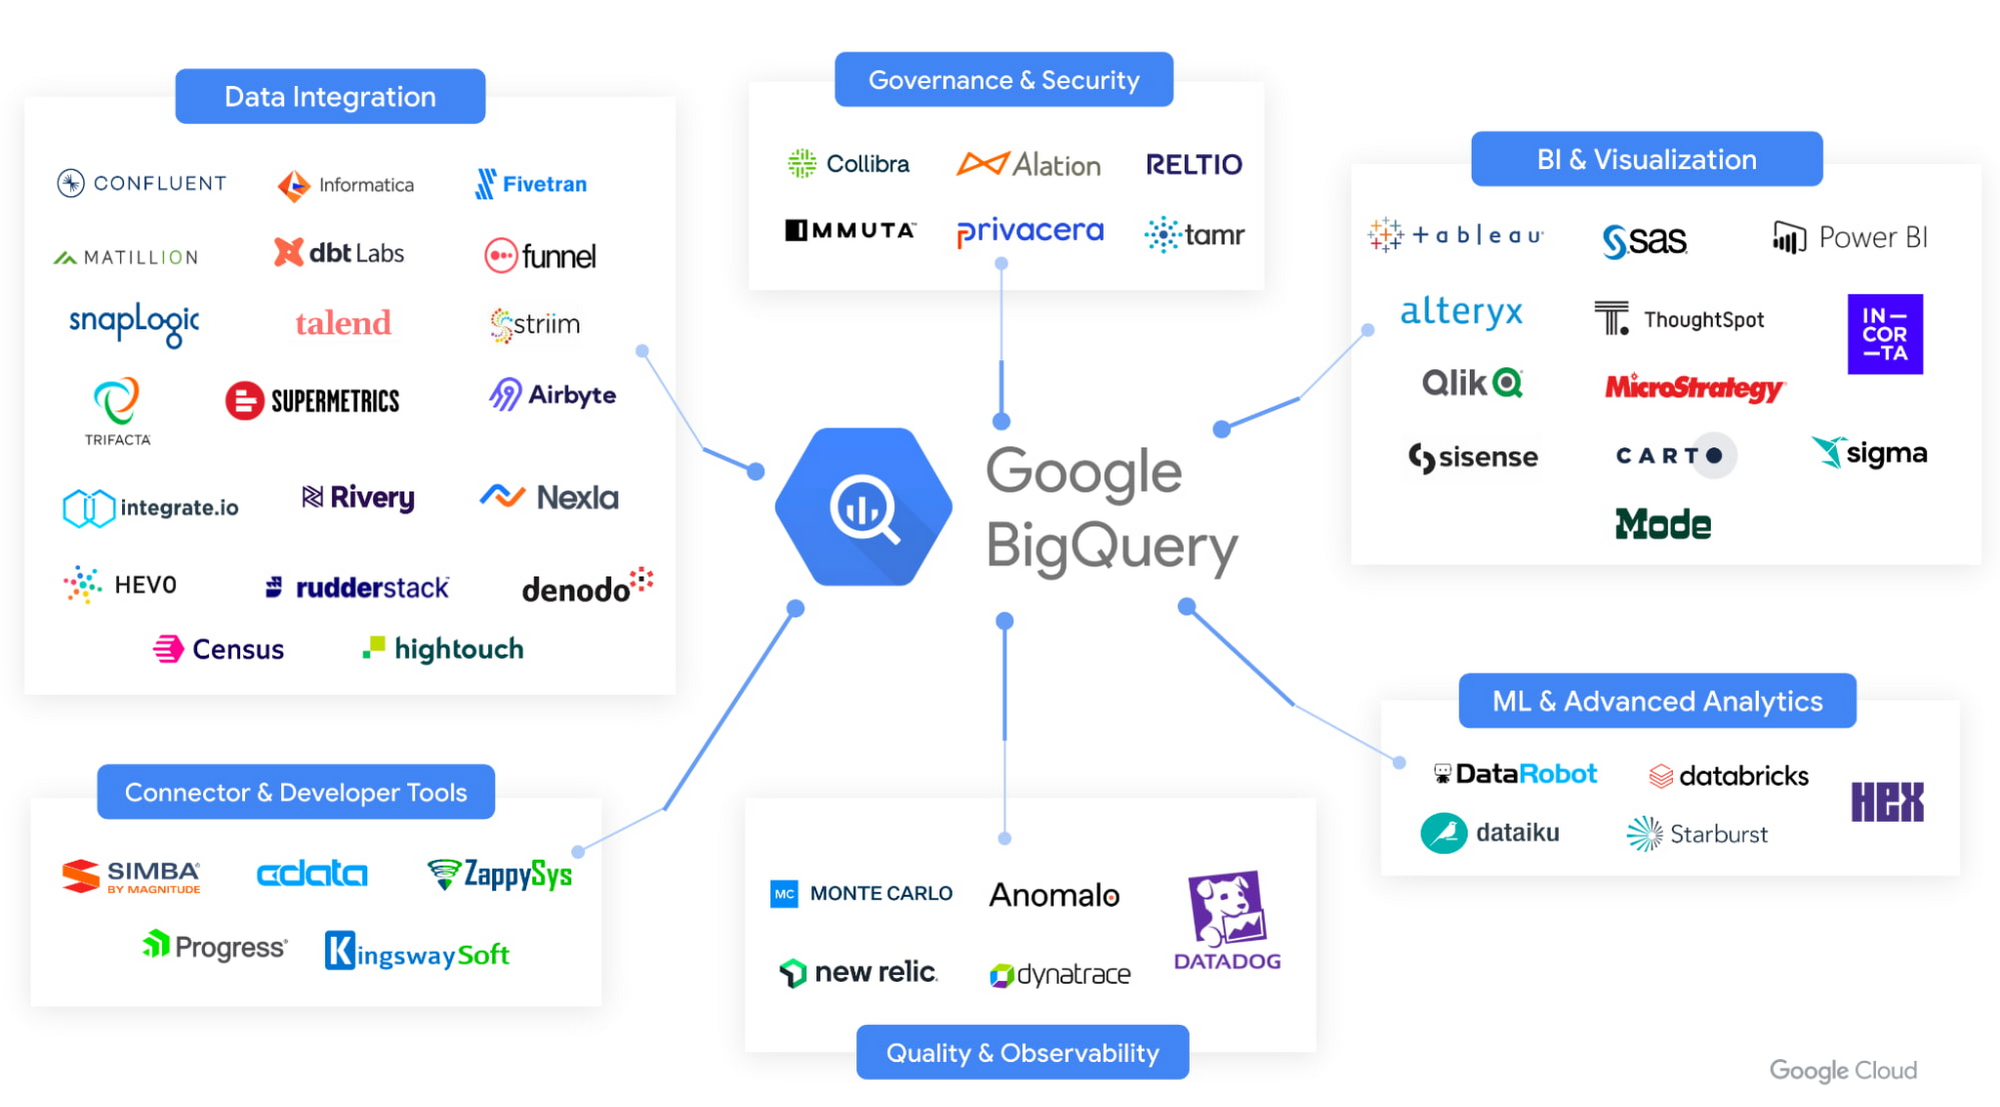 Data Integration
CONFLUENT
Informatica
Fivetran
MATILLION
dbt Labs
funnel
snapLogic
talend
striim
TRIFACTA
SUPERMETRICS
Airbyte
integrate.io
Rivery
Nexla
HEVO
rudderstack
denodo
Census
hightouch
Governance & Security
Collibra
Alation
RELTIO
IMMUTA™
privacera
tamr
BI & Visualization
+ableau
sas
Power BI
alteryx
ThoughtSpot
IN—
COR
—TA
Qlik
MicroStrategy
sisense
CARTO
sigma
Mode
Google
BigQuery
Connector & Developer Tools
SIMBA®
BY MAGNITUDE
cdata
ZappySys
Progress®
KingswaySoft
MC MONTE CARLO
Anomalo
DATADOG
new relic.
dynatrace
Quality & Observability
ML & Advanced Analytics
DataRobot
databricks
HEX
dataiku
Starburst
Google Cloud